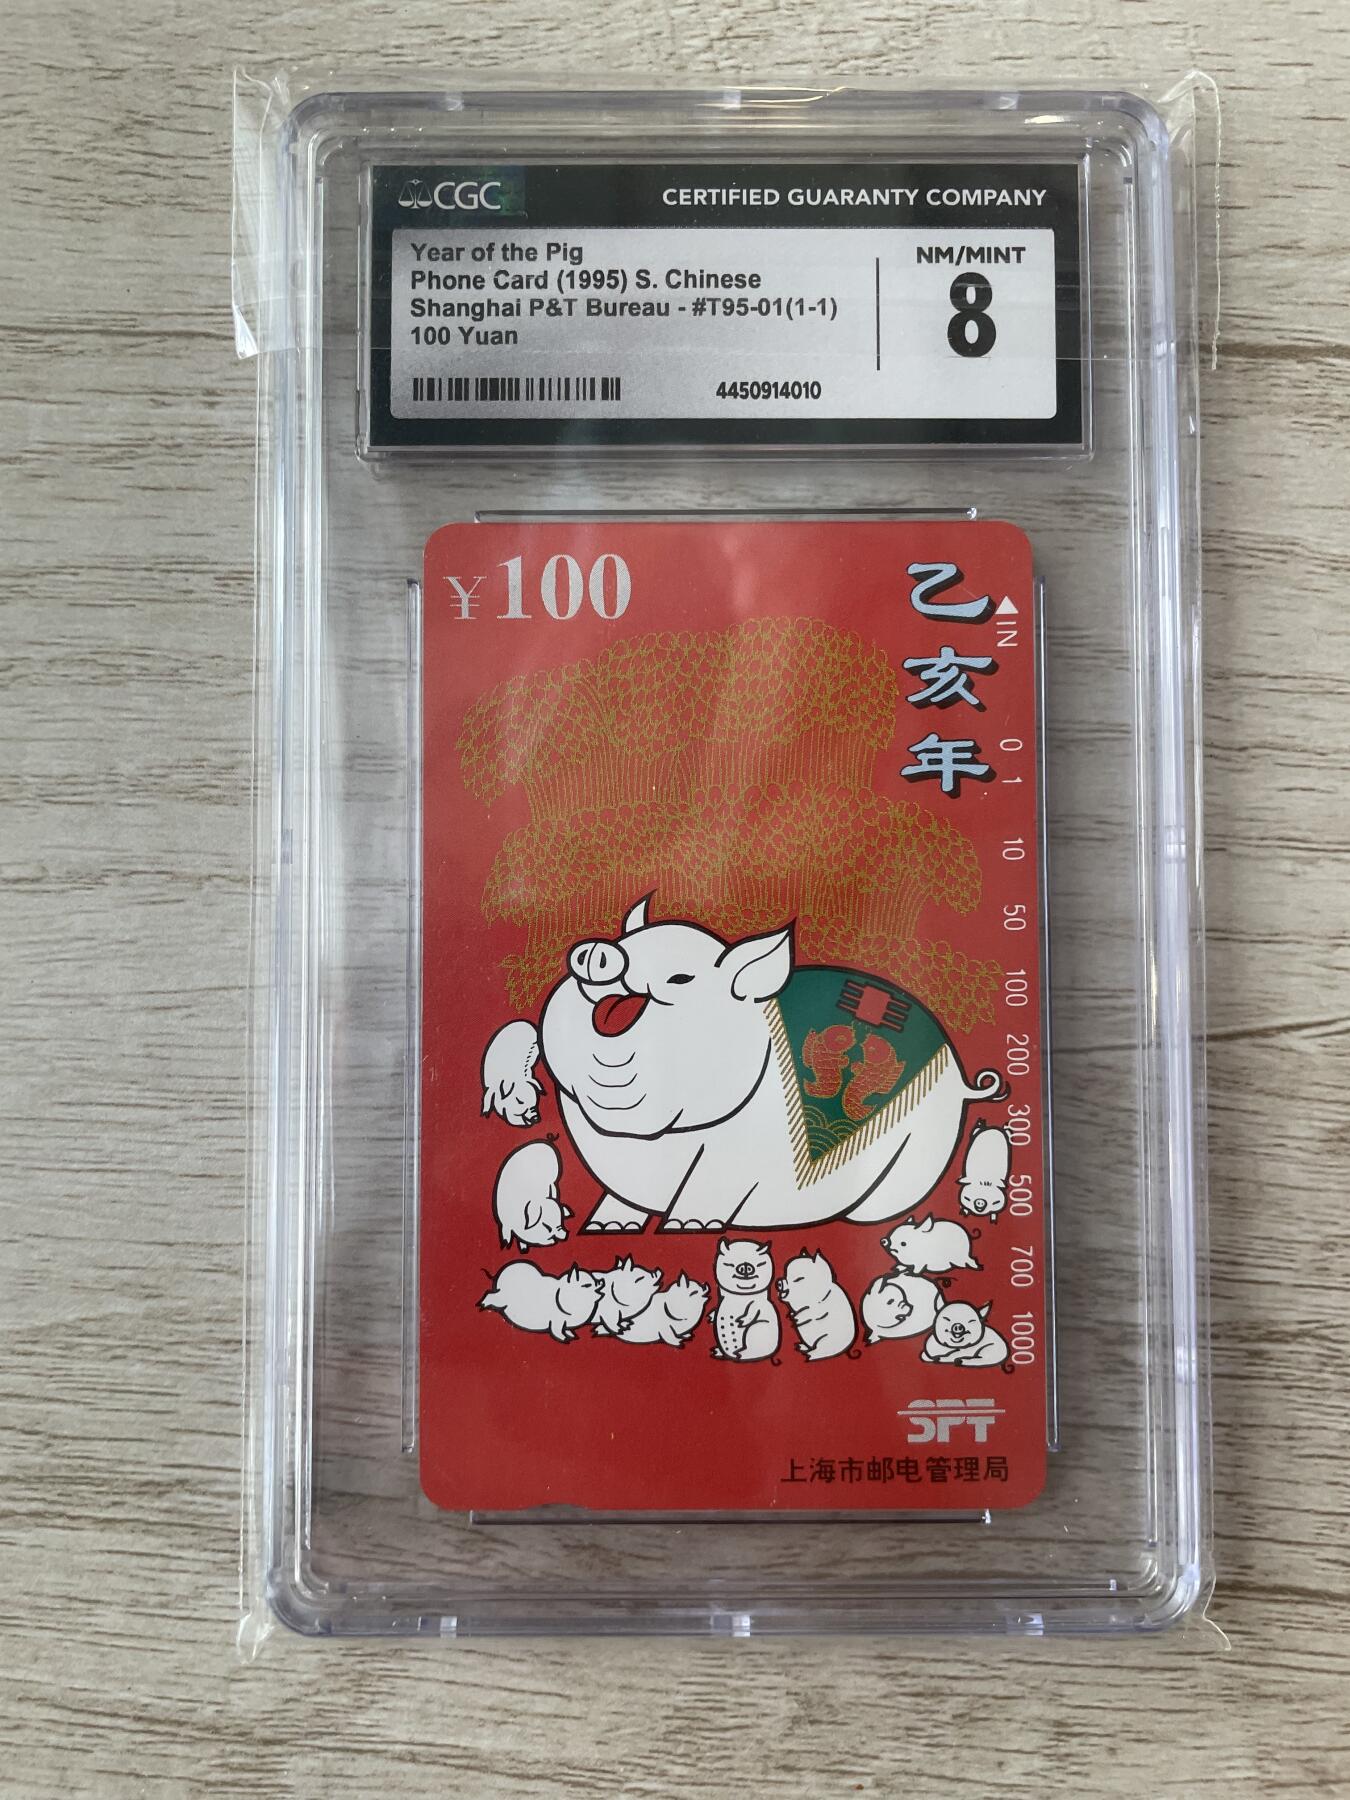 CGC
CERTIFIED GUARANTY COMPANY
Year of the Pig
Phone Card (1995) S. Chinese
Shanghai P&T Bureau - #T95-01(1-1)
100 Yuan
NM/MINT
8
4450914010
¥100
乙亥年
IN
0
1
10
50
100
200
300
500
700
1000
SPT
上海市邮电管理局